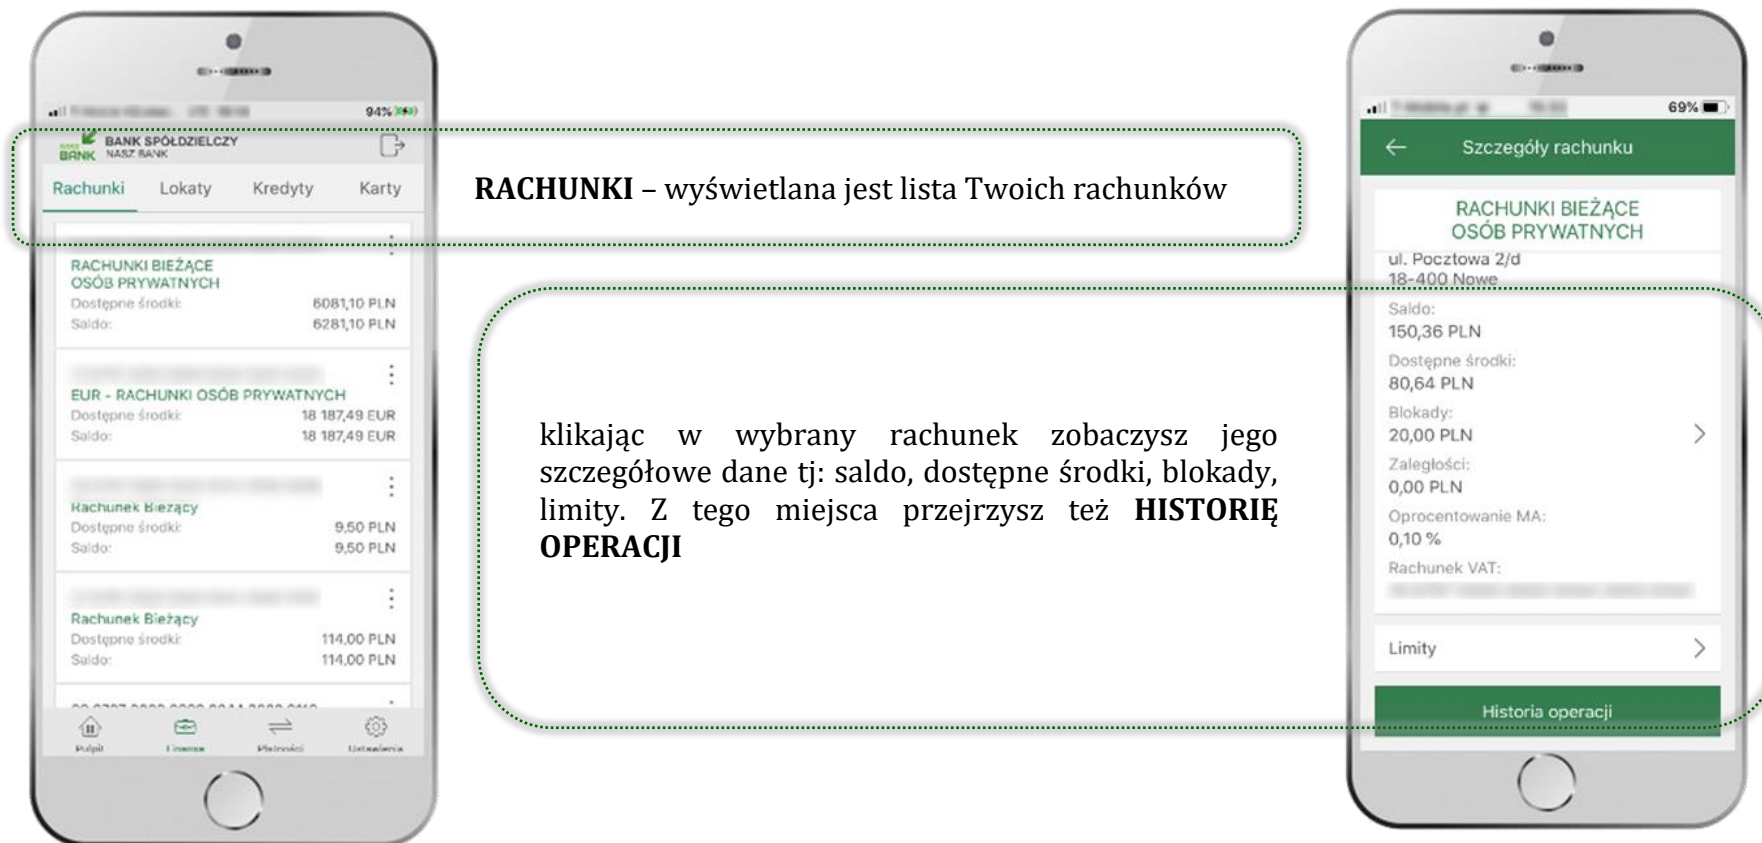 94%
NASZ BANK
BANK SPÓŁDZIELCZY
NASZ BANK
Rachunki Lokaty Kredyty Karty
RACHUNKI BIEŻĄCE
OSÓB PRYWATNYCH
Dostępne środki: 6081,10 PLN
Saldo: 6281,10 PLN
EUR - RACHUNKI OSÓB PRYWATNYCH
Dostępne środki: 18 187,49 EUR
Saldo: 18 187,49 EUR
Rachunek Bieżący
Dostępne środki: 9,50 PLN
Saldo: 9,50 PLN
Rachunek Bieżący
Dostępne środki: 114,00 PLN
Saldo: 114,00 PLN
Pulpit Finanse Płatności Ustawienia
RACHUNKI – wyświetlana jest lista Twoich rachunków
klikając w wybrany rachunek zobaczysz jego
szczegółowe dane tj: saldo, dostępne środki, blokady,
limity. Z tego miejsca przejrzysz też HISTORIĘ
OPERACJI
69%
Szczegóły rachunku
RACHUNKI BIEŻĄCE
OSÓB PRYWATNYCH
ul. Pocztowa 2/d
18-400 Nowe
Saldo:
150,36 PLN
Dostępne środki:
80,64 PLN
Blokady:
20,00 PLN
Zaległości:
0,00 PLN
Oprocentowanie MA:
0,10 %
Rachunek VAT:
Limity
Historia operacji